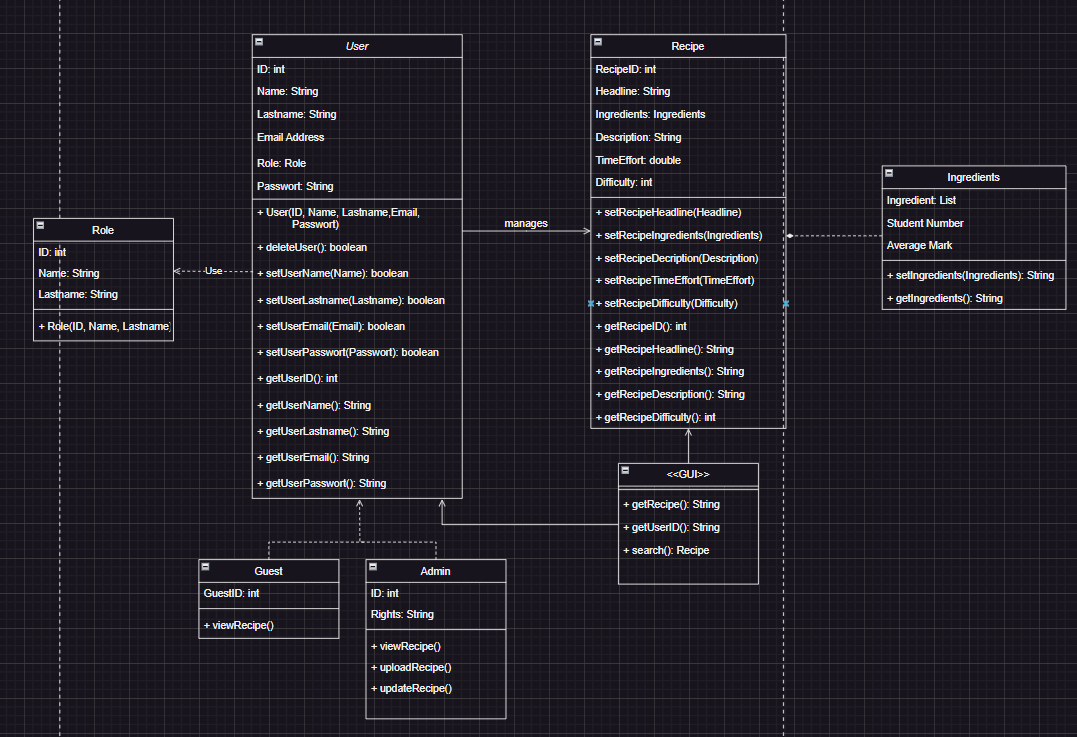 User
ID: int
Name: String
Lastname: String
Email Address
Role: Role
Passwort: String
+ User(ID, Name, Lastname,Email,
Passwort)
+ deleteUser(): boolean
+ setUserName(Name): boolean
+ setUserLastname(Lastname): boolean
+ setUserEmail(Email): boolean
+ setUserPasswort(Passwort): boolean
+ getUserID(): int
+ getUserName(): String
+ getUserLastname(): String
+ getUserEmail(): String
+ getUserPasswort(): String
manages
Recipe
RecipeID: int
Headline: String
Ingredients: Ingredients
Description: String
TimeEffort: double
Difficulty: int
+ setRecipeHeadline(Headline)
+ setRecipeIngredients(Ingredients)
+ setRecipeDecription(Description)
+ setRecipeTimeEffort(TimeEffort)
+ setRecipeDifficulty(Difficulty)
+ getRecipeID(): int
+ getRecipeHeadline(): String
+ getRecipeIngredients(): String
+ getRecipeDescription(): String
+ getRecipeDifficulty(): int
Ingredients
Ingredient: List
Student Number
Average Mark
+ setIngredients(Ingredients): String
+ getIngredients(): String
Role
ID: int
Name: String
Lastname: String
+ Role(ID, Name, Lastname)
Use
<<GUI>>
+ getRecipe(): String
+ getUserID(): String
+ search(): Recipe
Guest
GuestID: int
+ viewRecipe()
Admin
ID: int
Rights: String
+ viewRecipe()
+ uploadRecipe()
+ updateRecipe()